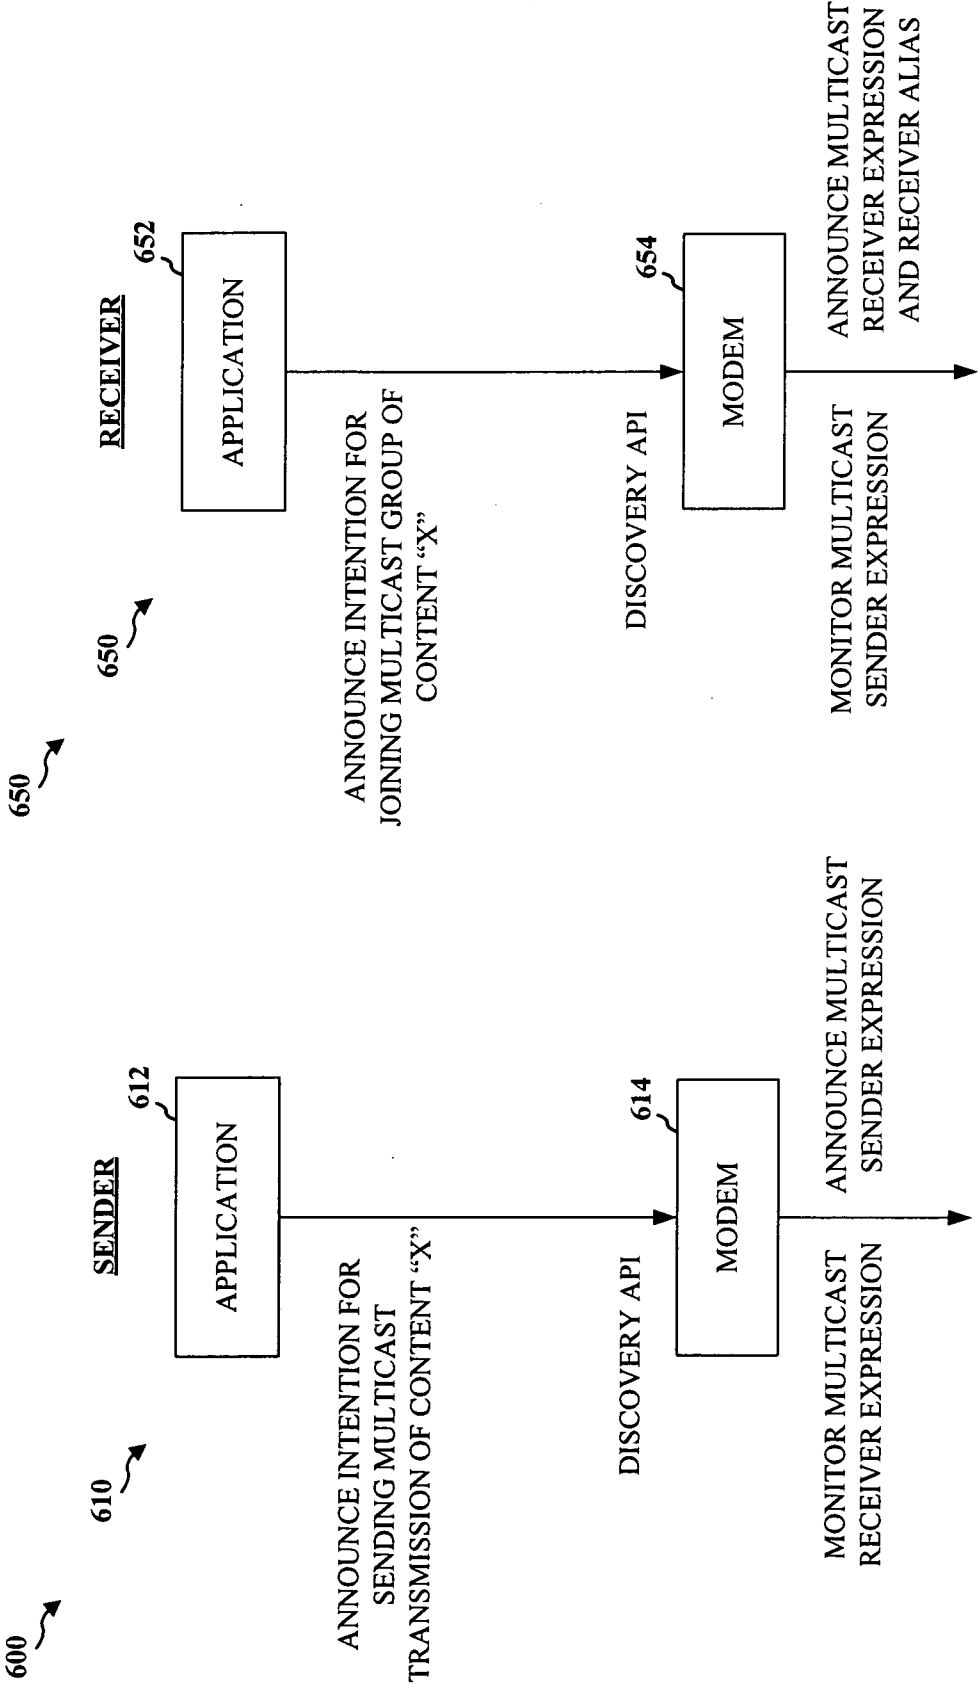 600
610
SENDER
612
APPLICATION
ANNOUNCE INTENTION FOR
SENDING MULTICAST
TRANSMISSION OF CONTENT “X”
DISCOVERY API
614
MODEM
MONITOR MULTICAST
RECEIVER EXPRESSION
ANNOUNCE MULTICAST
SENDER EXPRESSION
650
650
RECEIVER
652
APPLICATION
ANNOUNCE INTENTION FOR
JOINING MULTICAST GROUP OF
CONTENT “X”
DISCOVERY API
654
MODEM
MONITOR MULTICAST
SENDER EXPRESSION
ANNOUNCE MULTICAST
RECEIVER EXPRESSION
AND RECEIVER ALIAS